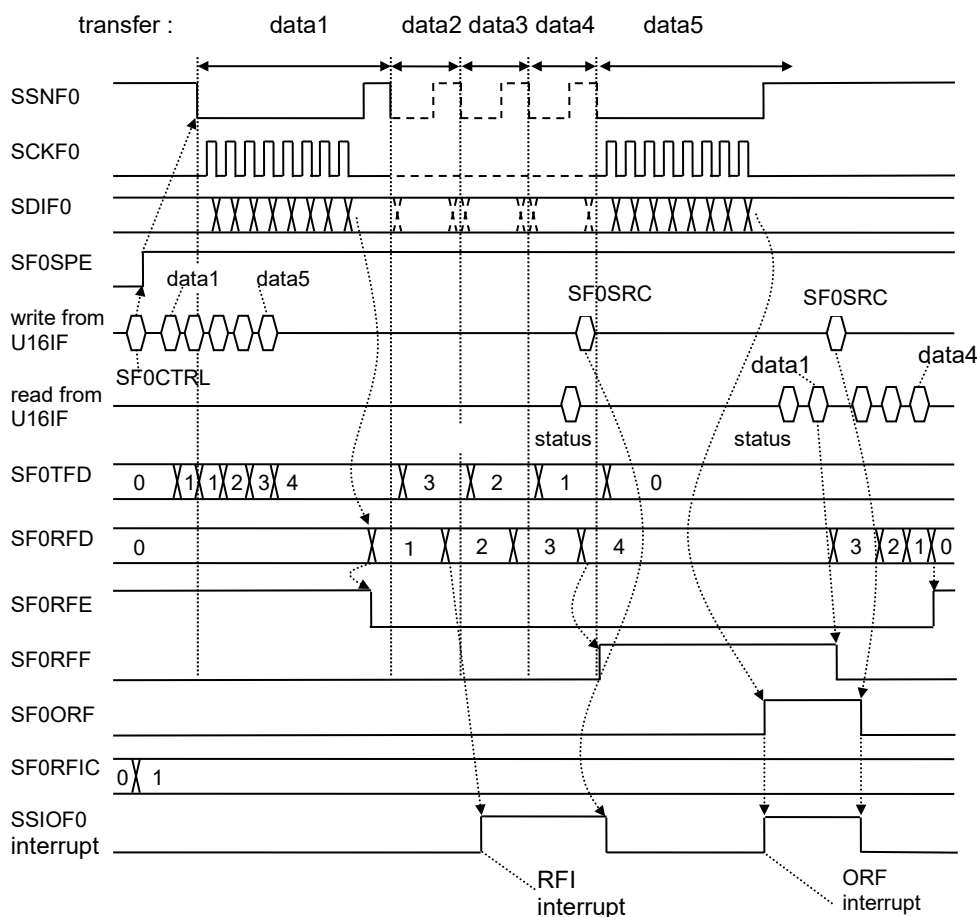 transfer : data1 data2 data3 data4 data5
SSNF0
SCKF0
SDIF0
SF0SPE
data1 data5
SF0SRC SF0SRC
write from
U16IF
SF0CTRL
data1 data4
read from
U16IF
status status
SF0TFD 0 1 1 2 3 4 3 2 1 0
SF0RFD 0 1 2 3 4 3 2 1 0
SF0RFE
SF0RFF
SF0ORF
SF0RFIC 0 1
SSIOF0
interrupt
RFI
interrupt
ORF
interrupt